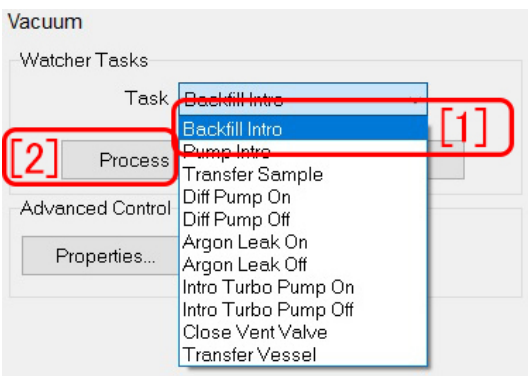 Vacuum
Watcher Tasks
Task Backfill Intro
Backfill Intro [1]
[2] Process Pump Intro
Transfer Sample
Diff Pump On
Advanced Control Diff Pump Off
Argon Leak On
Properties... Argon Leak Off
Intro Turbo Pump On
Intro Turbo Pump Off
Close Vent Valve
Transfer Vessel